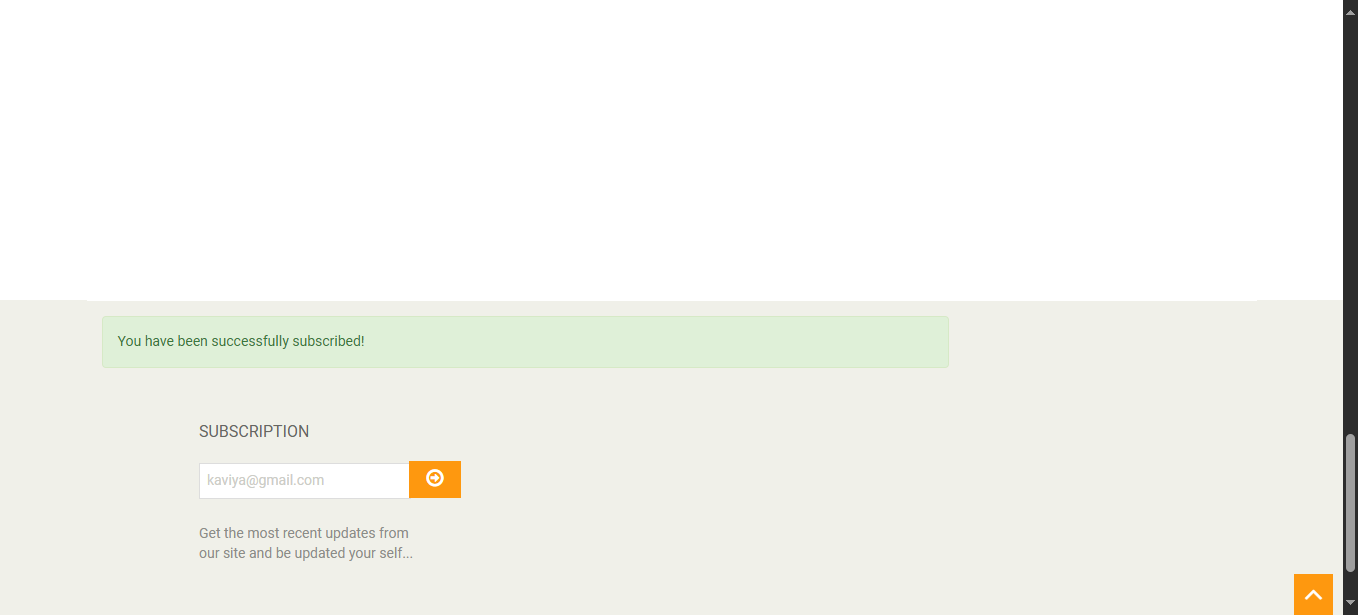 You have been successfully subscribed!
SUBSCRIPTION
kaviya@gmail.com
Get the most recent updates from
our site and be updated your self...